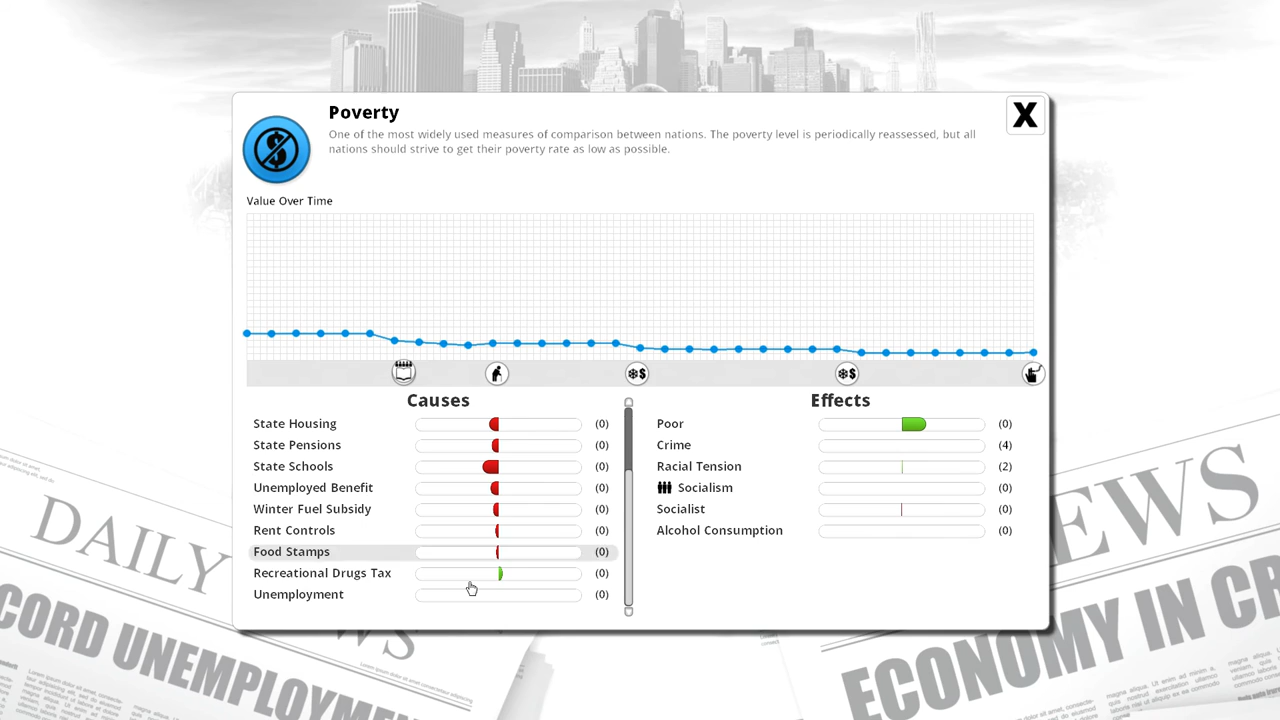 Poverty
X
One of the most widely used measures of comparison between nations. The poverty level is periodically reassessed, but all
nations should strive to get their poverty rate as low as possible.
Value Over Time
Causes
State Housing (0)
State Pensions (0)
State Schools (0)
Unemployed Benefit (0)
Winter Fuel Subsidy (0)
Rent Controls (0)
Food Stamps (0)
Recreational Drugs Tax (0)
Unemployment (0)
Effects
Poor (0)
Crime (4)
Racial Tension (2)
Socialism (0)
Socialist (0)
Alcohol Consumption (0)
DAILY
WS
CORD UNEMPLOYME
EWS
ECONOMY IN CR